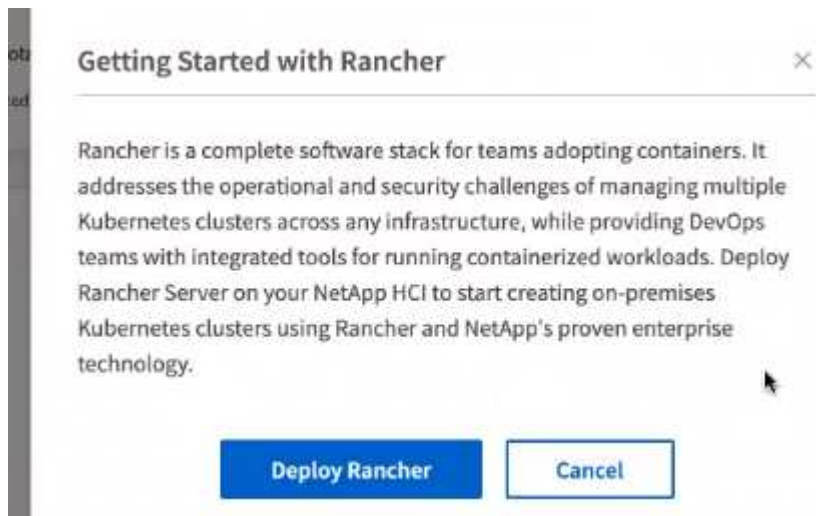 Getting Started with Rancher
Rancher is a complete software stack for teams adopting containers. It
addresses the operational and security challenges of managing multiple
Kubernetes clusters across any infrastructure, while providing DevOps
teams with integrated tools for running containerized workloads. Deploy
Rancher Server on your NetApp HCI to start creating on-premises
Kubernetes clusters using Rancher and NetApp's proven enterprise
technology.
Deploy Rancher
Cancel